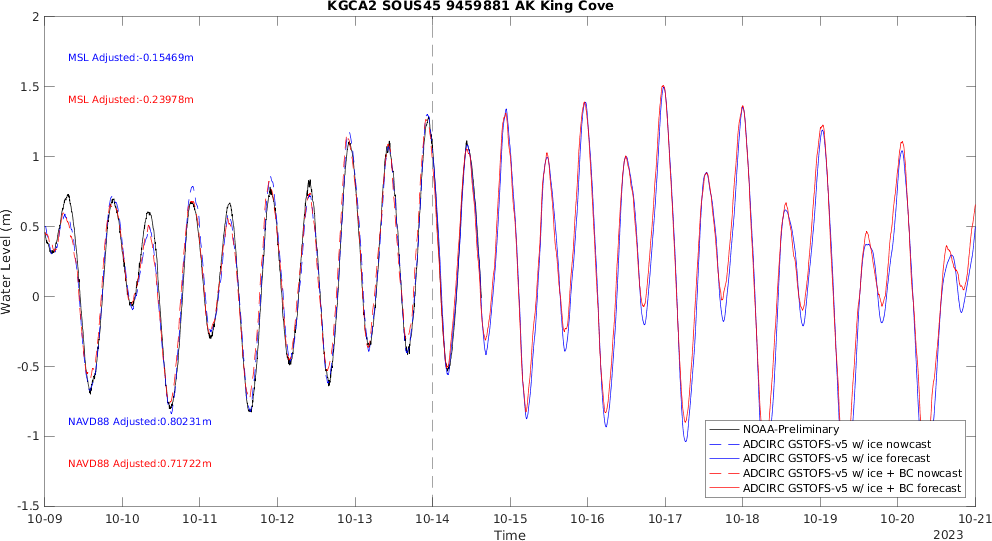 KGCA2 SOUS45 9459881 AK King Cove
2
1.5
1
0.5
0
-0.5
-1
-1.5
Water Level (m)
MSL Adjusted:-0.15469m
MSL Adjusted:-0.23978m
NAVD88 Adjusted:0.80231m
NAVD88 Adjusted:0.71722m
NOAA-Preliminary
ADCIRC GSTOFS-v5 w/ ice nowcast
ADCIRC GSTOFS-v5 w/ ice forecast
ADCIRC GSTOFS-v5 w/ ice + BC nowcast
ADCIRC GSTOFS-v5 w/ ice + BC forecast
10-09 10-10 10-11 10-12 10-13 10-14 10-15 10-16 10-17 10-18 10-19 10-20 10-21
Time
2023